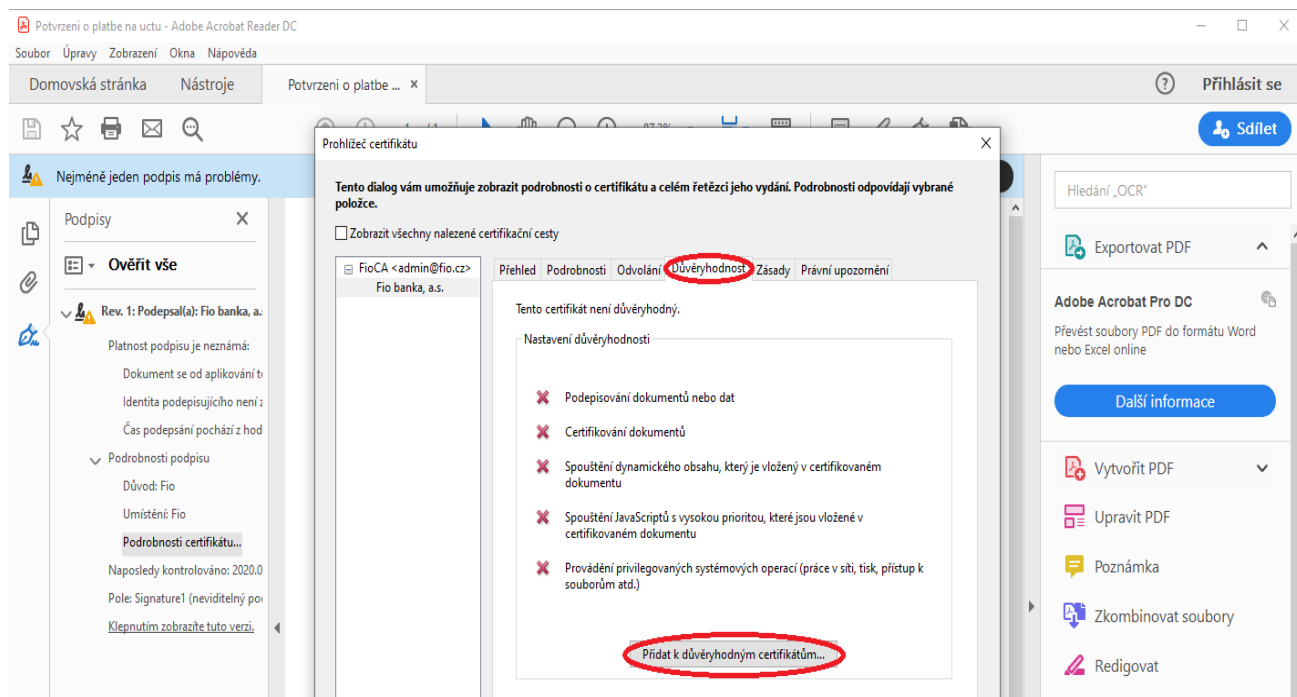 Potvrzeni o platbe na uctu - Adobe Acrobat Reader DC
Soubor Úpravy Zobrazení Okna Nápověda
Domovská stránka Nástroje Potvrzeni o platbe ... × Přihlásit se
Sdílet
Nejméně jeden podpis má problémy.
Podpisy
Ověřit vše
Rev. 1: Podepsal(a): Fio banka, a.
Platnost podpisu je neznámá:
Dokument se od aplikování
Identita podepisujícího není
Čas podepsání pochází z hod
Podrobnosti podpisu
Důvod: Fio
Umístění: Fio
Podrobnosti certifikátu...
Naposledy kontrolováno: 2020.0
Pole: Signature1 (neviditelný
Klepnutím zobrazíte tuto verzi.
Prohlížeč certifikátu
Tento dialog vám umožňuje zobrazit podrobnosti o certifikátu a celém řetězci jeho vydání. Podrobnosti odpovídají vybrané
položce.
Zobrazit všechny nalezené certifikační cesty
FioCA <admin@fio.cz>
Fio banka, a.s.
Přehled Podrobnosti Odvolání Důvěryhodnost Zásady Právní upozornění
Tento certifikát není důvěryhodný.
Nastavení důvěryhodnosti
Podepisování dokumentů nebo dat
Certifikování dokumentů
Spouštění dynamického obsahu, který je vložený v certifikovaném
dokumentu
Spouštění JavaScriptů s vysokou prioritou, které jsou vložené v
certifikovaném dokumentu
Provádění privilegovaných systémových operací (práce v síti, tisk, přístup k
souborům atd.)
Přidat k důvěryhodným certifikátům...
Hledání „OCR“
Exportovat PDF
Adobe Acrobat Pro DC
Převést soubory PDF do formátu Word
nebo Excel online
Další informace
Vytvořit PDF
Upravit PDF
Poznámka
Zkombinovat soubory
Redigovat